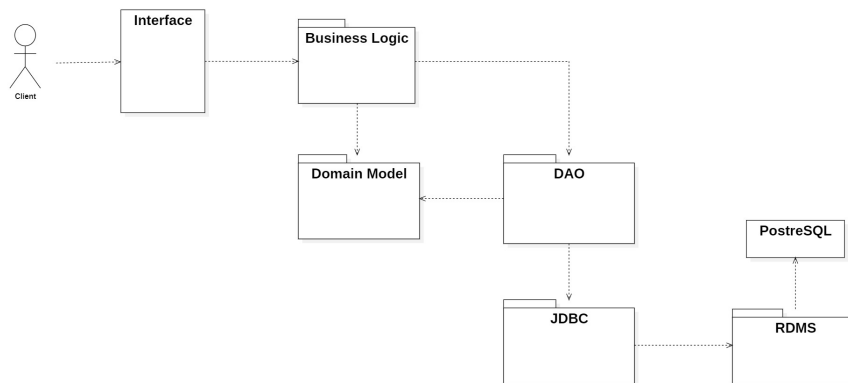 Interface
Business Logic
Client
Domain Model
DAO
PostreSQL
JDBC
RDMS